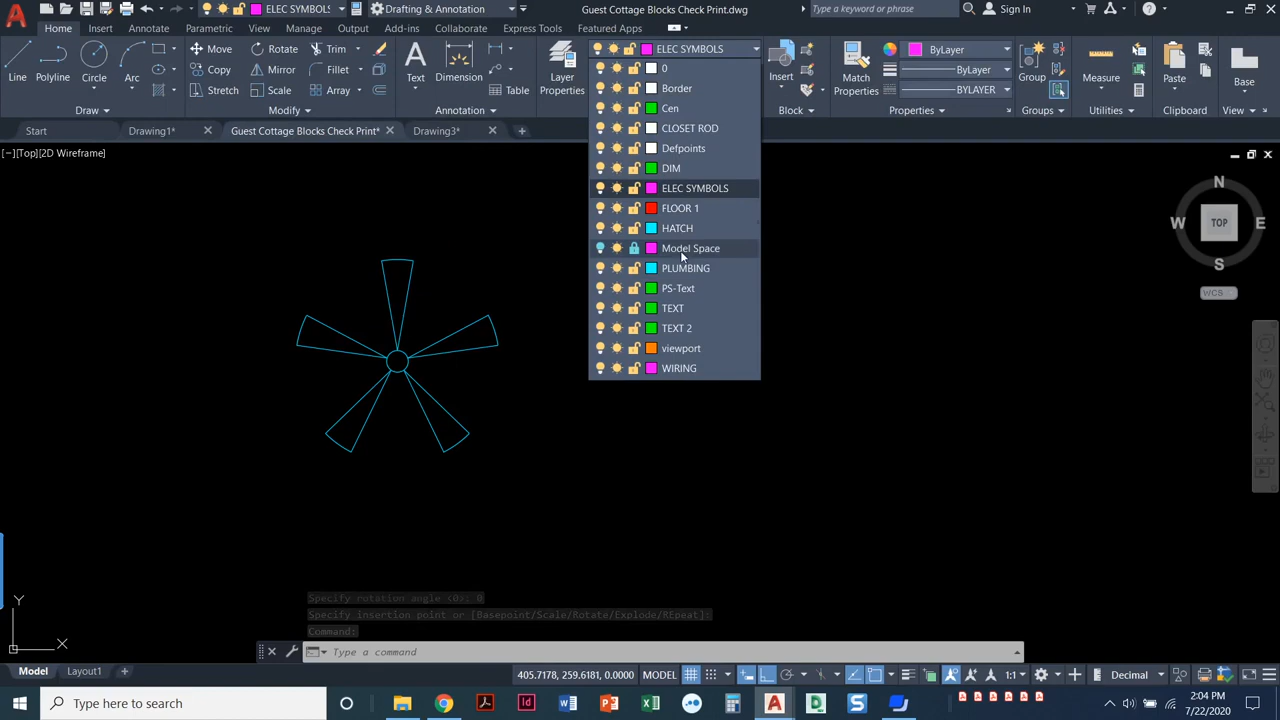 ELEC SYMBOLS
Drafting & Annotation
Guest Cottage Blocks Check Print.dwg
Type a keyword or phrase
Sign In
Home
Insert
Annotate
Parametric
View
Manage
Output
Add-ins
Collaborate
Express Tools
Featured Apps
Line
Polyline
Circle
Arc
Move
Rotate
Trim
Copy
Mirror
Fillet
Stretch
Scale
Array
Text
Dimension
Table
Layer
Properties
ELEC SYMBOLS
Insert
Match
Properties
ByLayer
ByLayer
BYLAYER
Group
Measure
Paste
Base
Draw
Modify
Annotation
Block
Properties
Groups
Utilities
Clipboard
View
Start
Drawing1*
Guest Cottage Blocks Check Print*
Drawing3*
[−][Top][2D Wireframe]
0
Border
Cen
CLOSET ROD
Defpoints
DIM
ELEC SYMBOLS
FLOOR 1
HATCH
Model Space
PLUMBING
PS-Text
TEXT
TEXT 2
viewport
WIRING
N
W
TOP
E
S
WCS
Specify rotation angle <0>: 0
Specify insertion point or [Basepoint/Scale/Rotate/Explode/REpeat]:
Command:
Y
X
Type a command
Model
Layout1
405.7178, 259.6181, 0.0000
MODEL
1:1
Decimal
Type here to search
2:04 PM
7/22/2020